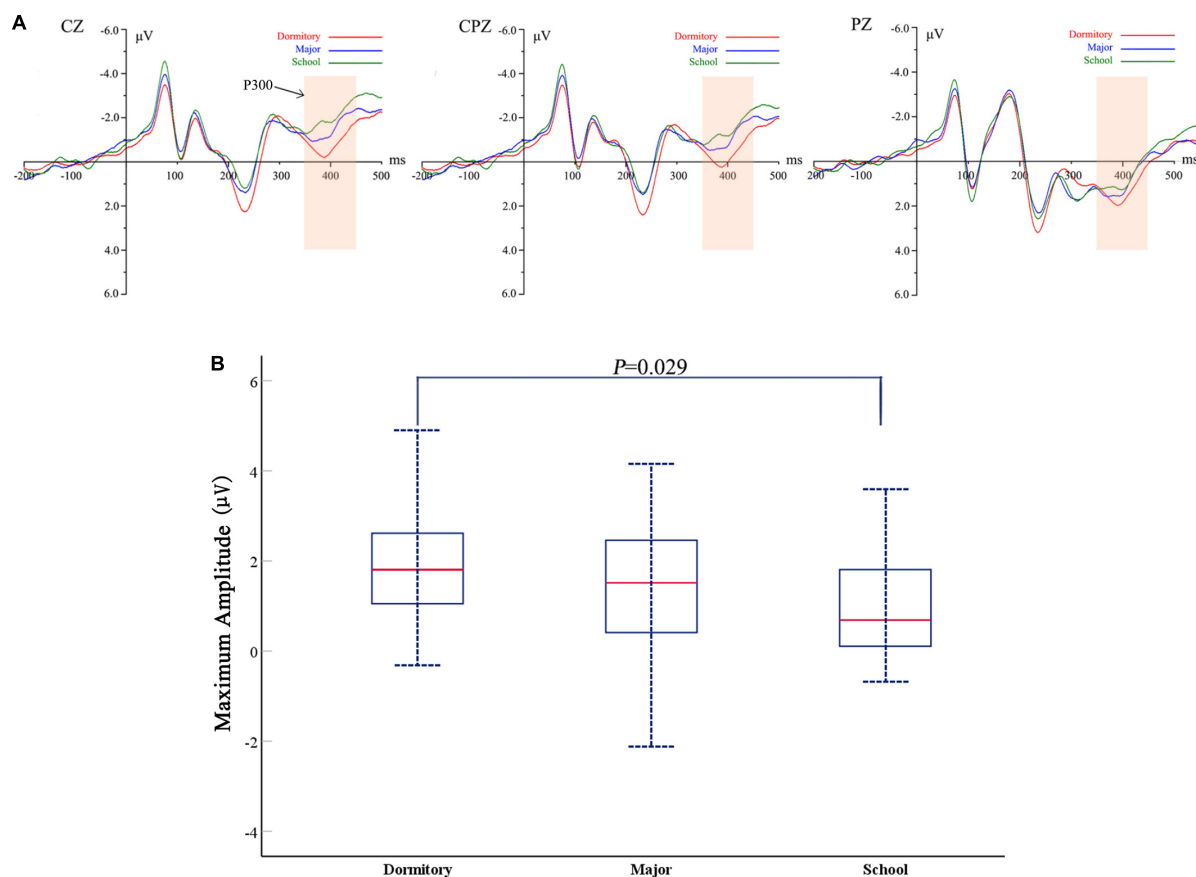 A
CZ
µV
-6.0
-4.0
-2.0
2.0
4.0
6.0
-200
-100
100
200
300
400
500
ms
Dormitory
Major
School
P300
CPZ
µV
-6.0
-4.0
-2.0
2.0
4.0
6.0
-200
-100
100
200
300
400
500
ms
Dormitory
Major
School
PZ
µV
-6.0
-4.0
-2.0
2.0
4.0
6.0
-200
-100
100
200
300
400
500
ms
Dormitory
Major
School
B
P=0.029
Maximum Amplitude (µV)
6
4
2
0
-2
-4
Dormitory
Major
School